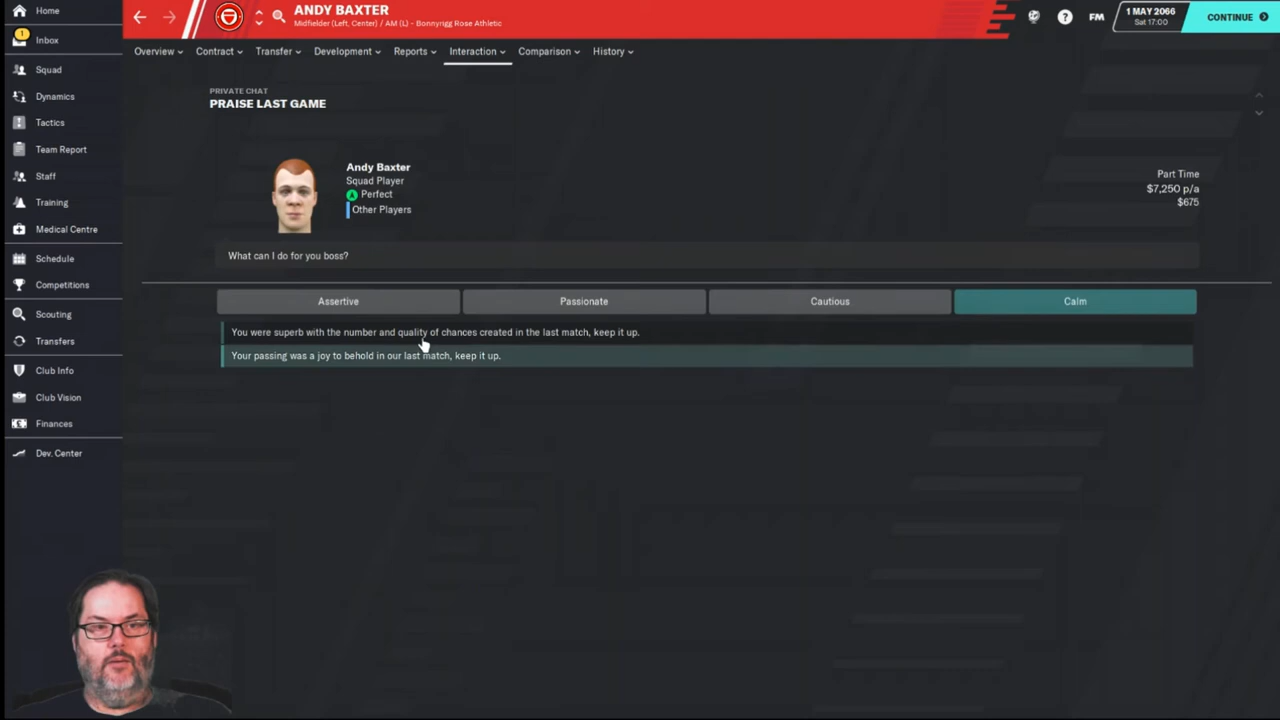 Home
1
Inbox
Squad
Dynamics
Tactics
Team Report
Staff
Training
Medical Centre
Schedule
Competitions
Scouting
Transfers
Club Info
Club Vision
Finances
Dev. Center
ANDY BAXTER
Midfielder (Left, Center) / AM (L) - Bonnyrigg Rose Athletic
FM
1 MAY 2066
Sat 17:00
CONTINUE
Overview
Contract
Transfer
Development
Reports
Interaction
Comparison
History
PRIVATE CHAT
PRAISE LAST GAME
Andy Baxter
Squad Player
Perfect
Other Players
Part Time
$7,250 p/a
$675
What can I do for you boss?
Assertive
Passionate
Cautious
Calm
You were superb with the number and quality of chances created in the last match, keep it up.
Your passing was a joy to behold in our last match, keep it up.